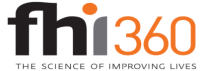 fhi360
THE SCIENCE OF IMPROVING LIVES